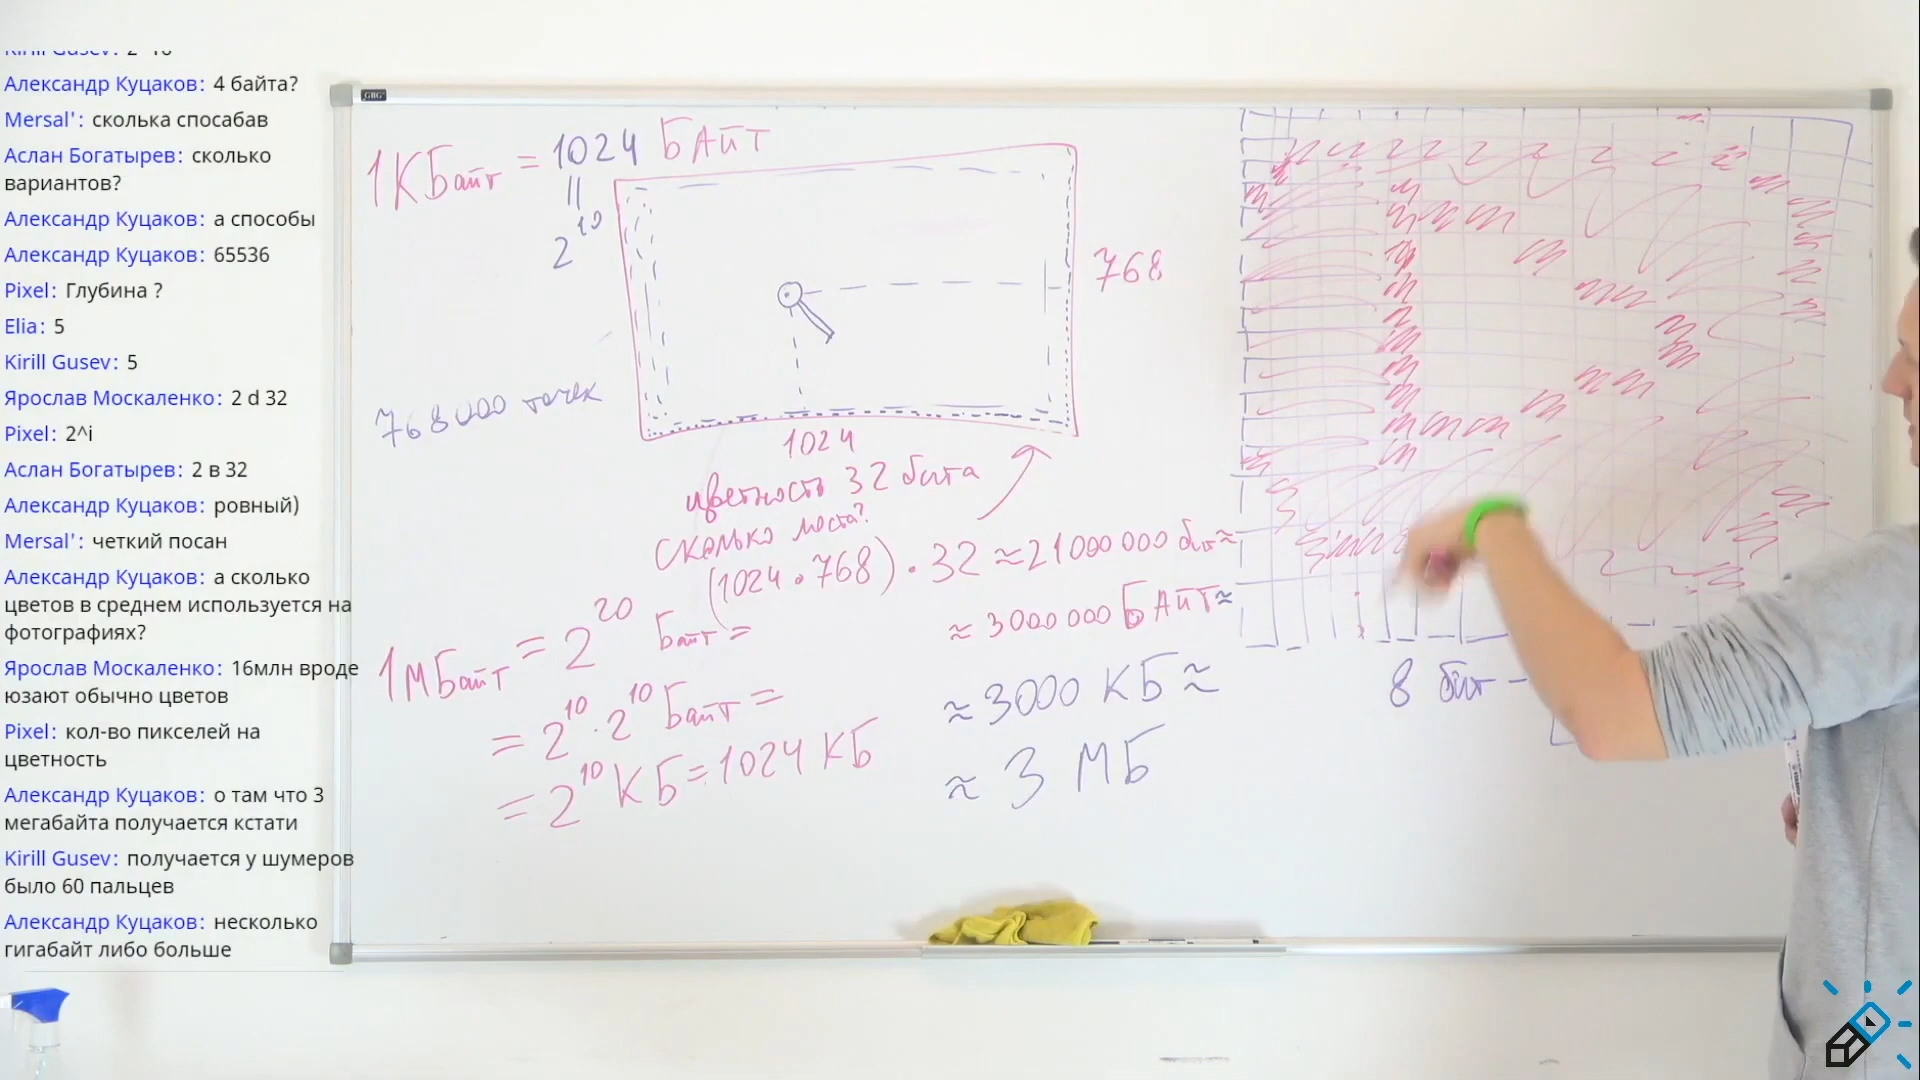 Александр Куцаков: 4 байта?
Mersal': сколька спосабав
Аслан Богатырев: сколько
вариантов?
Александр Куцаков: а способы
Александр Куцаков: 65536
Pixel: Глубина ?
Elia: 5
Kirill Gusev: 5
Ярослав Москаленко: 2 d 32
Pixel: 2^i
Аслан Богатырев: 2 в 32
Александр Куцаков: ровный)
Mersal': четкий посан
Александр Куцаков: а сколько
цветов в среднем используется на
фотографиях?
Ярослав Москаленко: 16млн вроде
юзают обычно цветов
Pixel: кол-во пикселей на
цветность
Александр Куцаков: о там что 3
мегабайта получается кстати
Kirill Gusev: получается у шумеров
было 60 пальцев
Александр Куцаков: несколько
гигабайт либо больше
GBG
1КБайт = 1024 БАйТ
||
2^10
768
768000 точек
1024
цветность 32 бита
сколько места?
(1024 • 768) • 32 ≈ 21000000 бит ≈
≈ 3000000 БАйТ ≈
≈ 3000 КБ ≈
≈ 3 МБ
1МБайт = 2^20 Байт =
= 2^10 · 2^10 Байт =
= 2^10 КБ = 1024 КБ
8 бит -